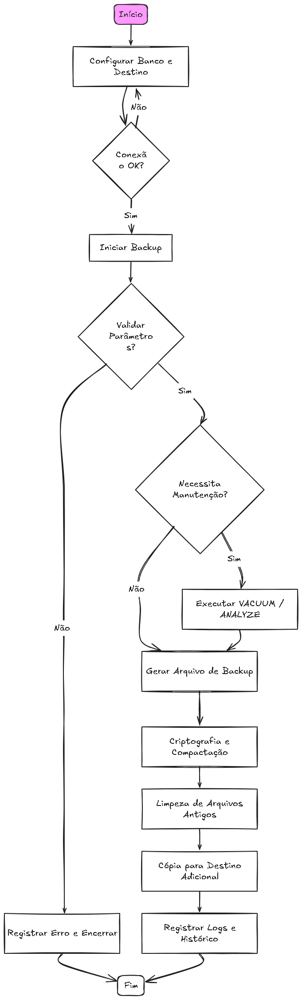 Início
Configurar Banco e
Destino
Não
Conexã
o OK?
Sim
Iniciar Backup
Validar
Parâmetro
s?
Sim
Necessita
Manutenção?
Sim
Não
Executar VACUUM /
ANALYZE
Não
Gerar Arquivo de Backup
Criptografia e
Compactação
Limpeza de Arquivos
Antigos
Cópia para Destino
Adicional
Registrar Erro e Encerrar
Registrar Logs e
Histórico
Fim